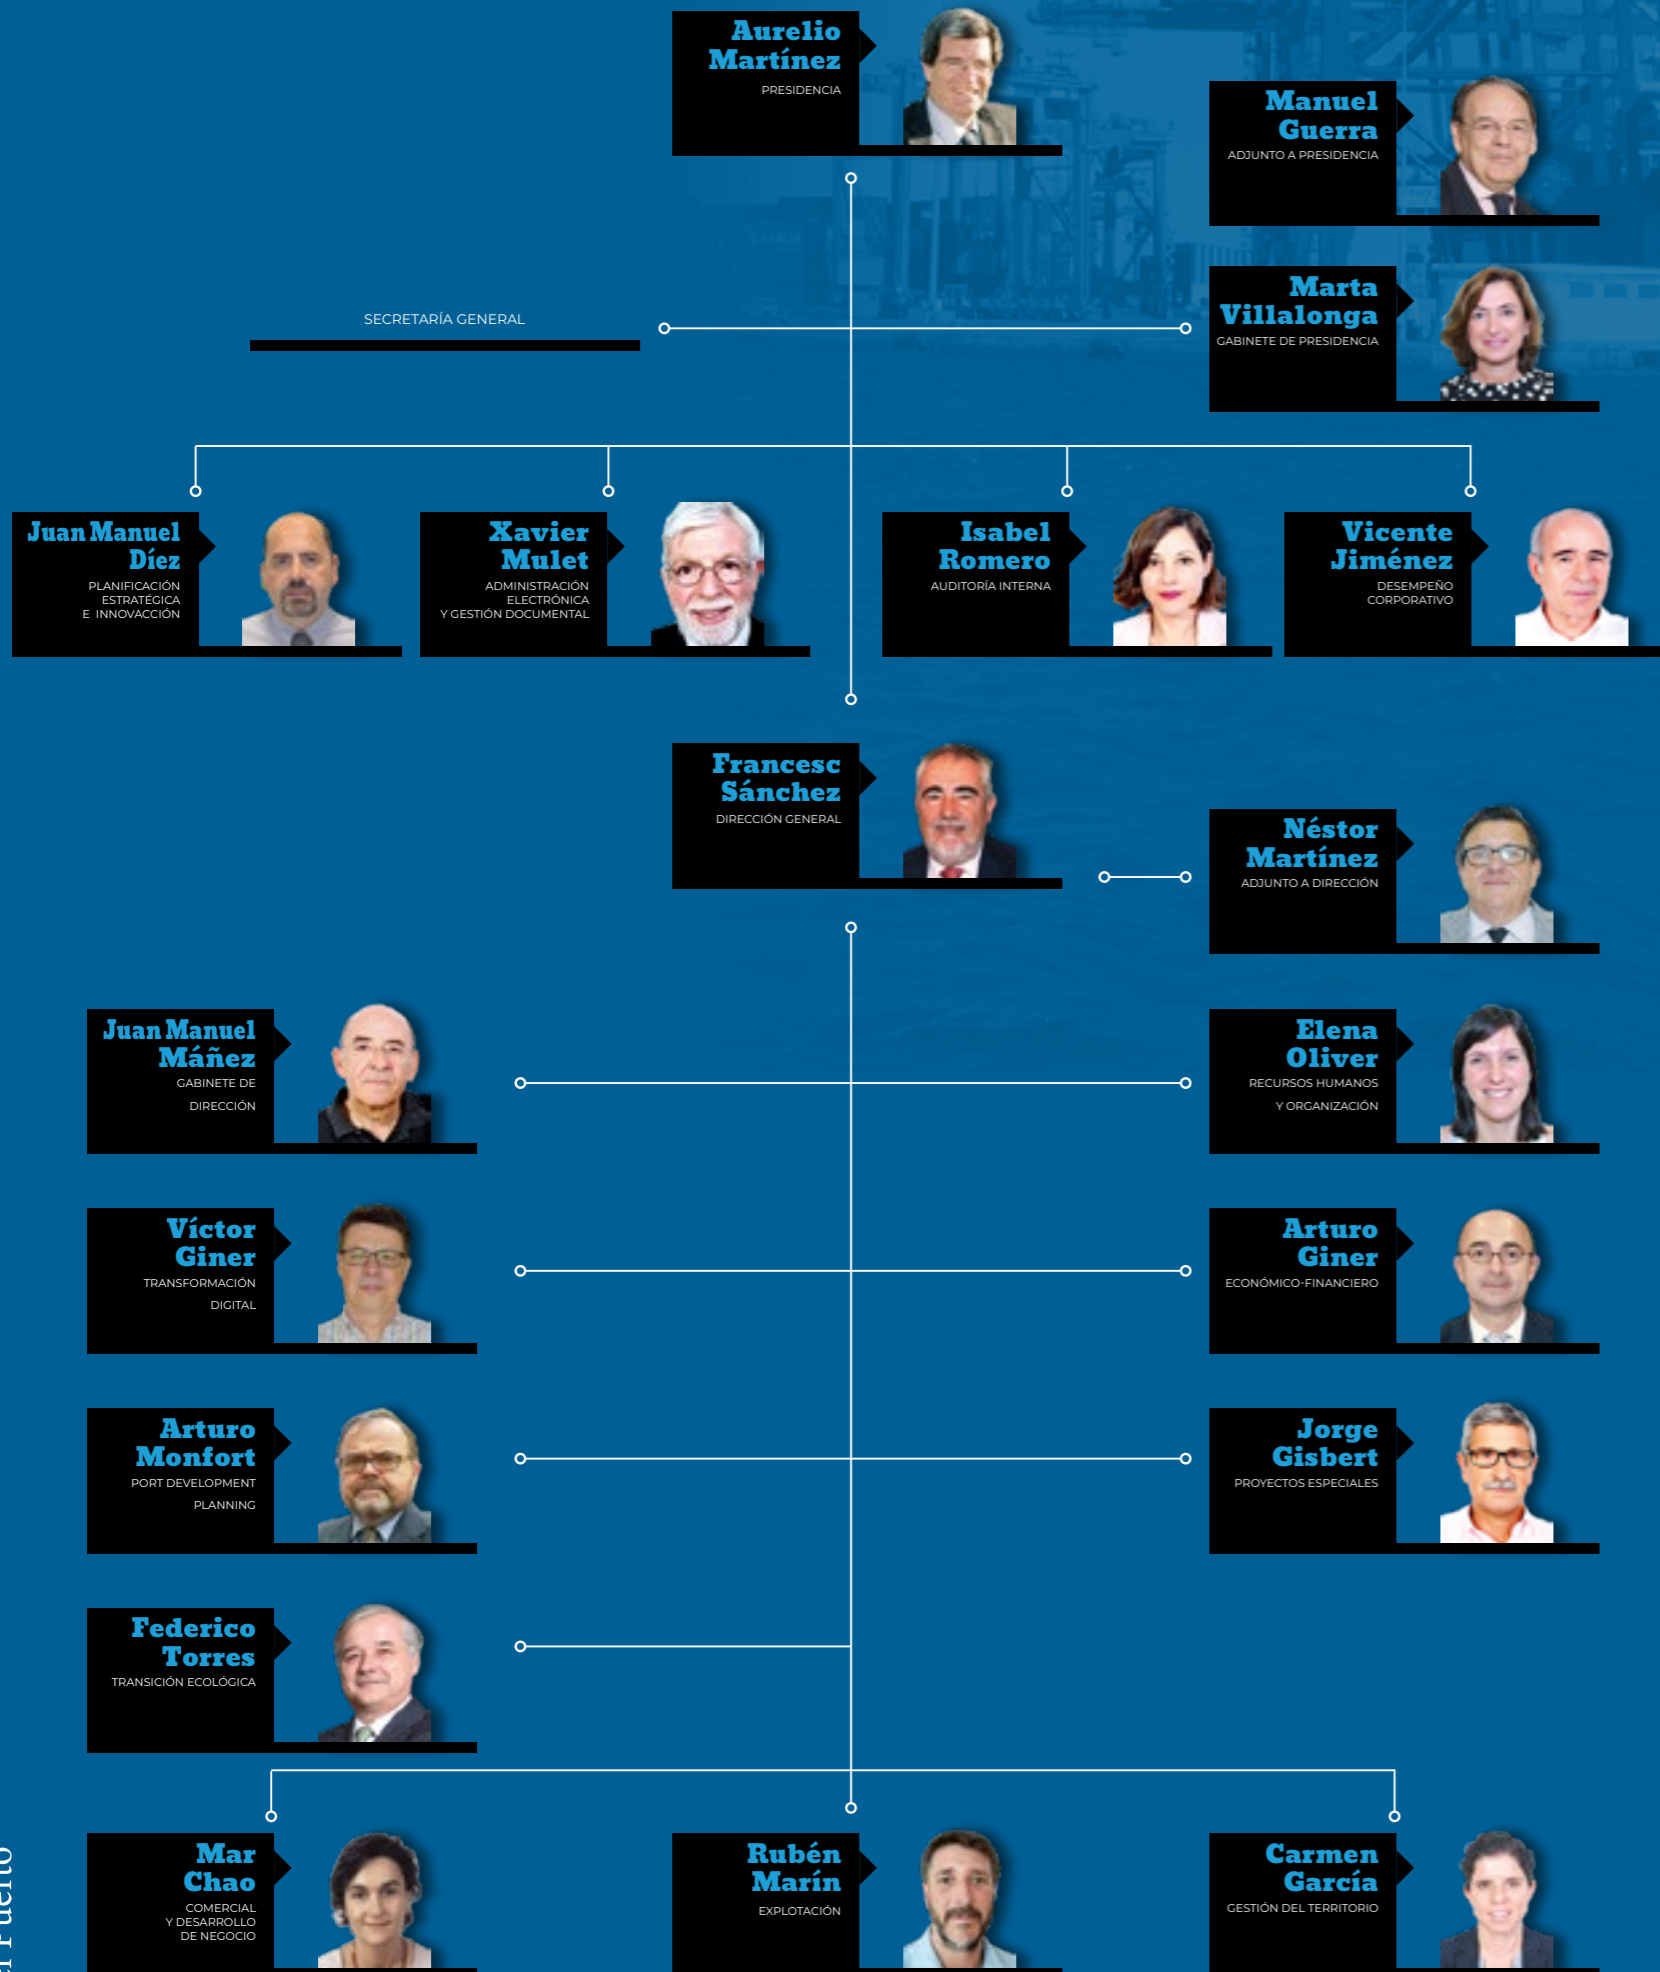 Aurelio
Martínez
PRESIDENCIA
Manuel
Guerra
ADJUNTO A PRESIDENCIA
SECRETARÍA GENERAL
Marta
Villalonga
GABINETE DE PRESIDENCIA
Juan Manuel
Díez
PLANIFICACIÓN
ESTRATÉGICA
E INNOVACCIÓN
Xavier
Mulet
ADMINISTRACIÓN
ELECTRÓNICA
Y GESTIÓN DOCUMENTAL
Isabel
Romero
AUDITORÍA INTERNA
Vicente
Jiménez
DESEMPEÑO
CORPORATIVO
Francesc
Sánchez
DIRECCIÓN GENERAL
Néstor
Martínez
ADJUNTO A DIRECCIÓN
Juan Manuel
Máñez
GABINETE DE
DIRECCIÓN
Elena
Oliver
RECURSOS HUMANOS
Y ORGANIZACIÓN
Víctor
Giner
TRANSFORMACIÓN
DIGITAL
Arturo
Giner
ECONÓMICO-FINANCIERO
Arturo
Monfort
PORT DEVELOPMENT
PLANNING
Jorge
Gisbert
PROYECTOS ESPECIALES
Federico
Torres
TRANSICIÓN ECOLÓGICA
Mar
Chao
COMERCIAL
Y DESARROLLO
DE NEGOCIO
Rubén
Marín
EXPLOTACIÓN
Carmen
García
GESTIÓN DEL TERRITORIO
Puerto